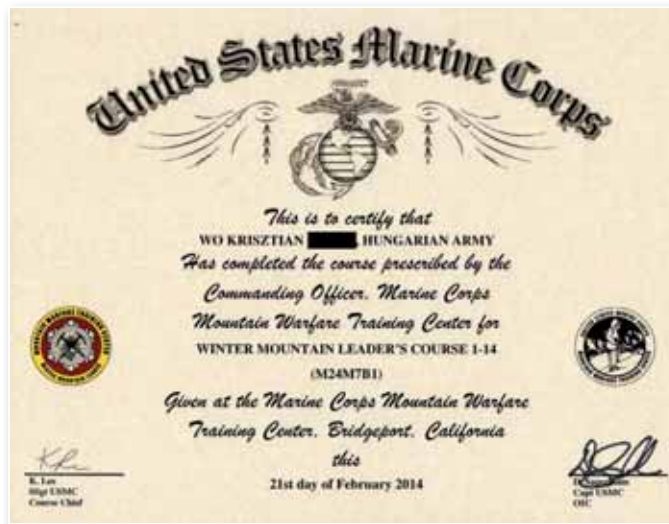 United States Marine Corps
This is to certify that
WO KRISZTIAN , HUNGARIAN ARMY
Has completed the course prescribed by the
Commanding Officer, Marine Corps
Mountain Warfare Training Center for
WINTER MOUNTAIN LEADER'S COURSE 1-14
(M24M7B1)
Given at the Marine Corps Mountain Warfare
Training Center, Bridgeport, California
this
21st day of February 2014
K. Lee
USMC
Course Chief
Capt USMC
OIC